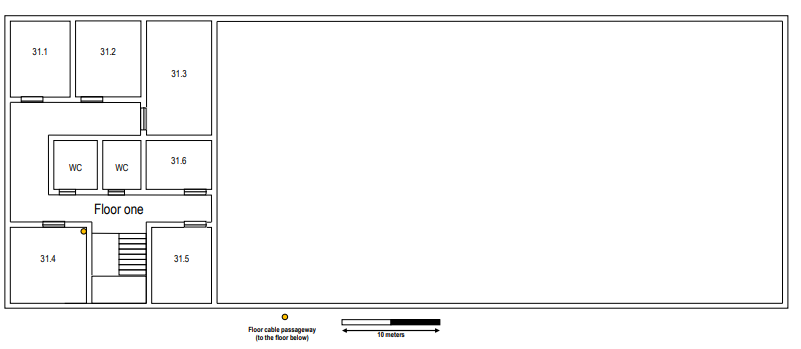 31.1
31.2
31.3
WC
WC
31.6
Floor one
31.4
31.5
Floor cable passageway
(to the floor below)
10 meters